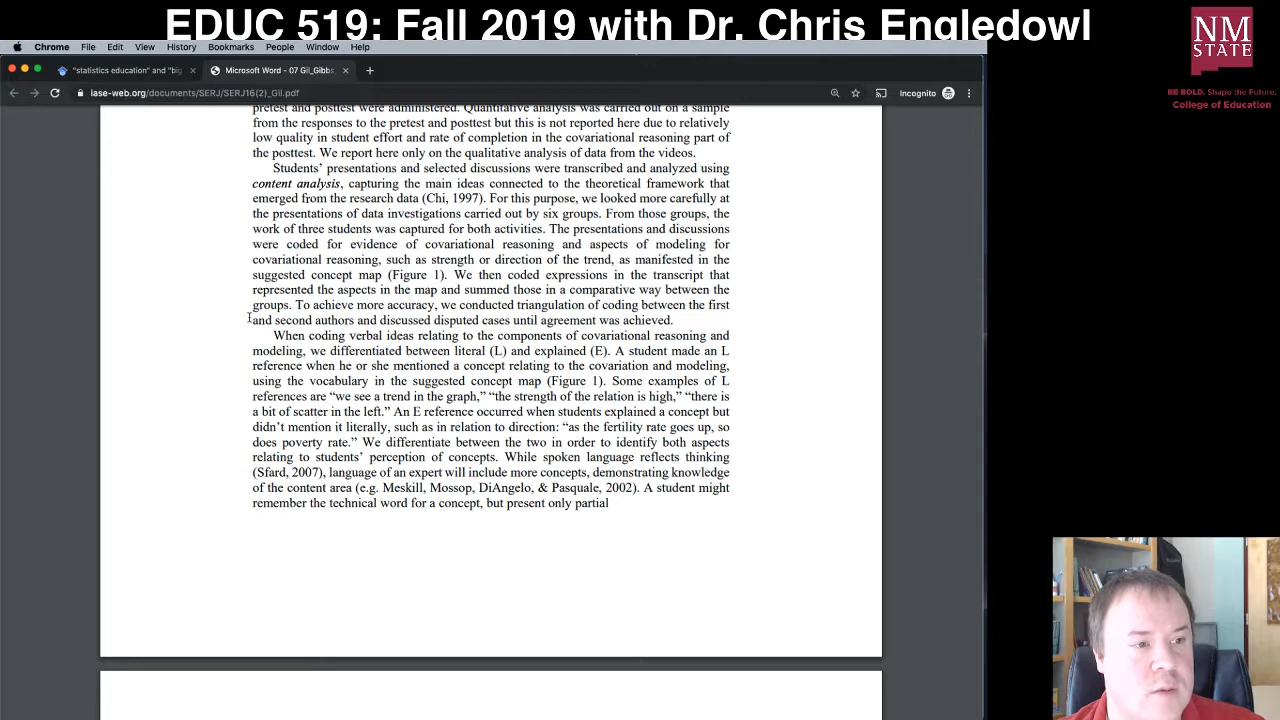 EDUC 519: Fall 2019 with Dr. Chris Engledowl
NM
STATE
BE BOLD. Shape the Future.
College of Education
Chrome File Edit View History Bookmarks People Window Help
"statistics education" and "big
Microsoft Word - 07 Gil_Gibbs
iase-web.org/documents/SERJ/SERJ16(2)_Gil.pdf
Incognito
pretest and posttest were administered. Quantitative analysis was carried out on a sample
from the responses to the pretest and posttest but this is not reported here due to relatively
low quality in student effort and rate of completion in the covariational reasoning part of
the posttest. We report here only on the qualitative analysis of data from the videos.
Students' presentations and selected discussions were transcribed and analyzed using
content analysis, capturing the main ideas connected to the theoretical framework that
emerged from the research data (Chi, 1997). For this purpose, we looked more carefully at
the presentations of data investigations carried out by six groups. From those groups, the
work of three students was captured for both activities. The presentations and discussions
were coded for evidence of covariational reasoning and aspects of modeling for
covariational reasoning, such as strength or direction of the trend, as manifested in the
suggested concept map (Figure 1). We then coded expressions in the transcript that
represented the aspects in the map and summed those in a comparative way between the
groups. To achieve more accuracy, we conducted triangulation of coding between the first
and second authors and discussed disputed cases until agreement was achieved.
When coding verbal ideas relating to the components of covariational reasoning and
modeling, we differentiated between literal (L) and explained (E). A student made an L
reference when he or she mentioned a concept relating to the covariation and modeling,
using the vocabulary in the suggested concept map (Figure 1). Some examples of L
references are “we see a trend in the graph,” “the strength of the relation is high,” “there is
a bit of scatter in the left.” An E reference occurred when students explained a concept but
didn't mention it literally, such as in relation to direction: “as the fertility rate goes up, so
does poverty rate.” We differentiate between the two in order to identify both aspects
relating to students' perception of concepts. While spoken language reflects thinking
(Sfard, 2007), language of an expert will include more concepts, demonstrating knowledge
of the content area (e.g. Meskill, Mossop, DiAngelo, & Pasquale, 2002). A student might
remember the technical word for a concept, but present only partial